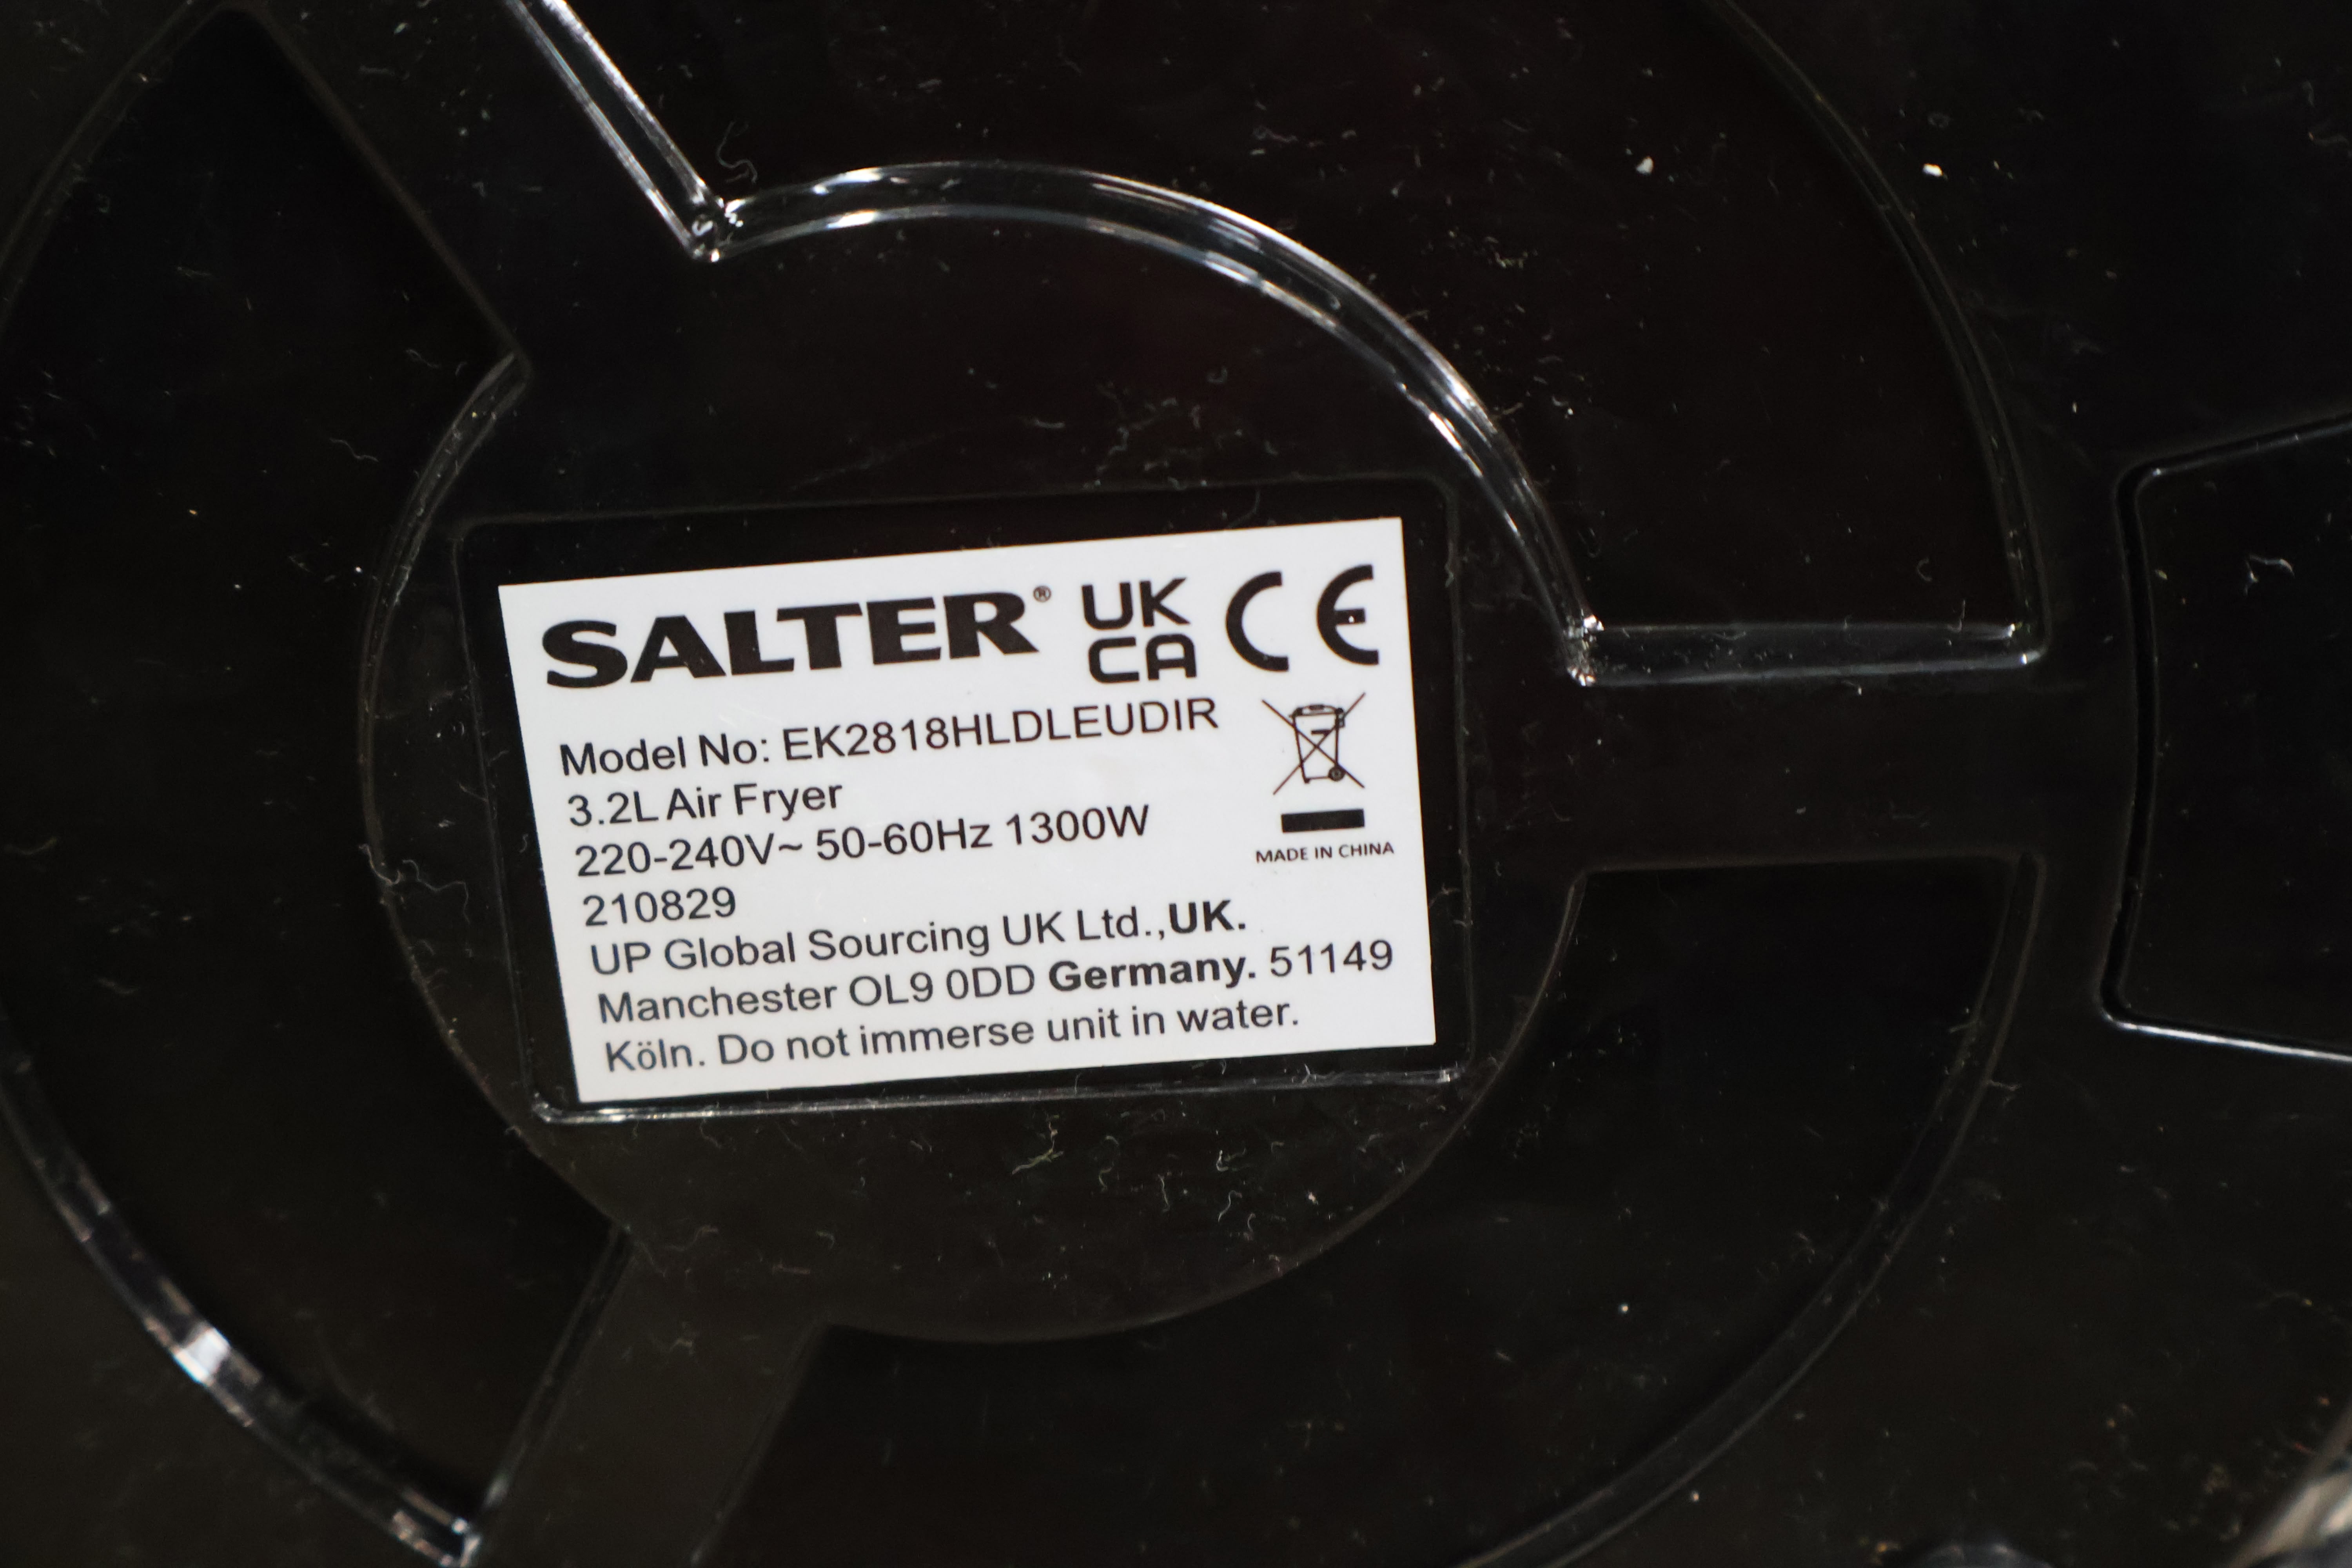 SALTER® UK CA CE
Model No: EK2818HLDLEUDIR
3.2L Air Fryer
220-240V~ 50-60Hz 1300W
MADE IN CHINA
210829
UP Global Sourcing UK Ltd.,UK.
Manchester OL9 0DD Germany. 51149
Köln. Do not immerse unit in water.